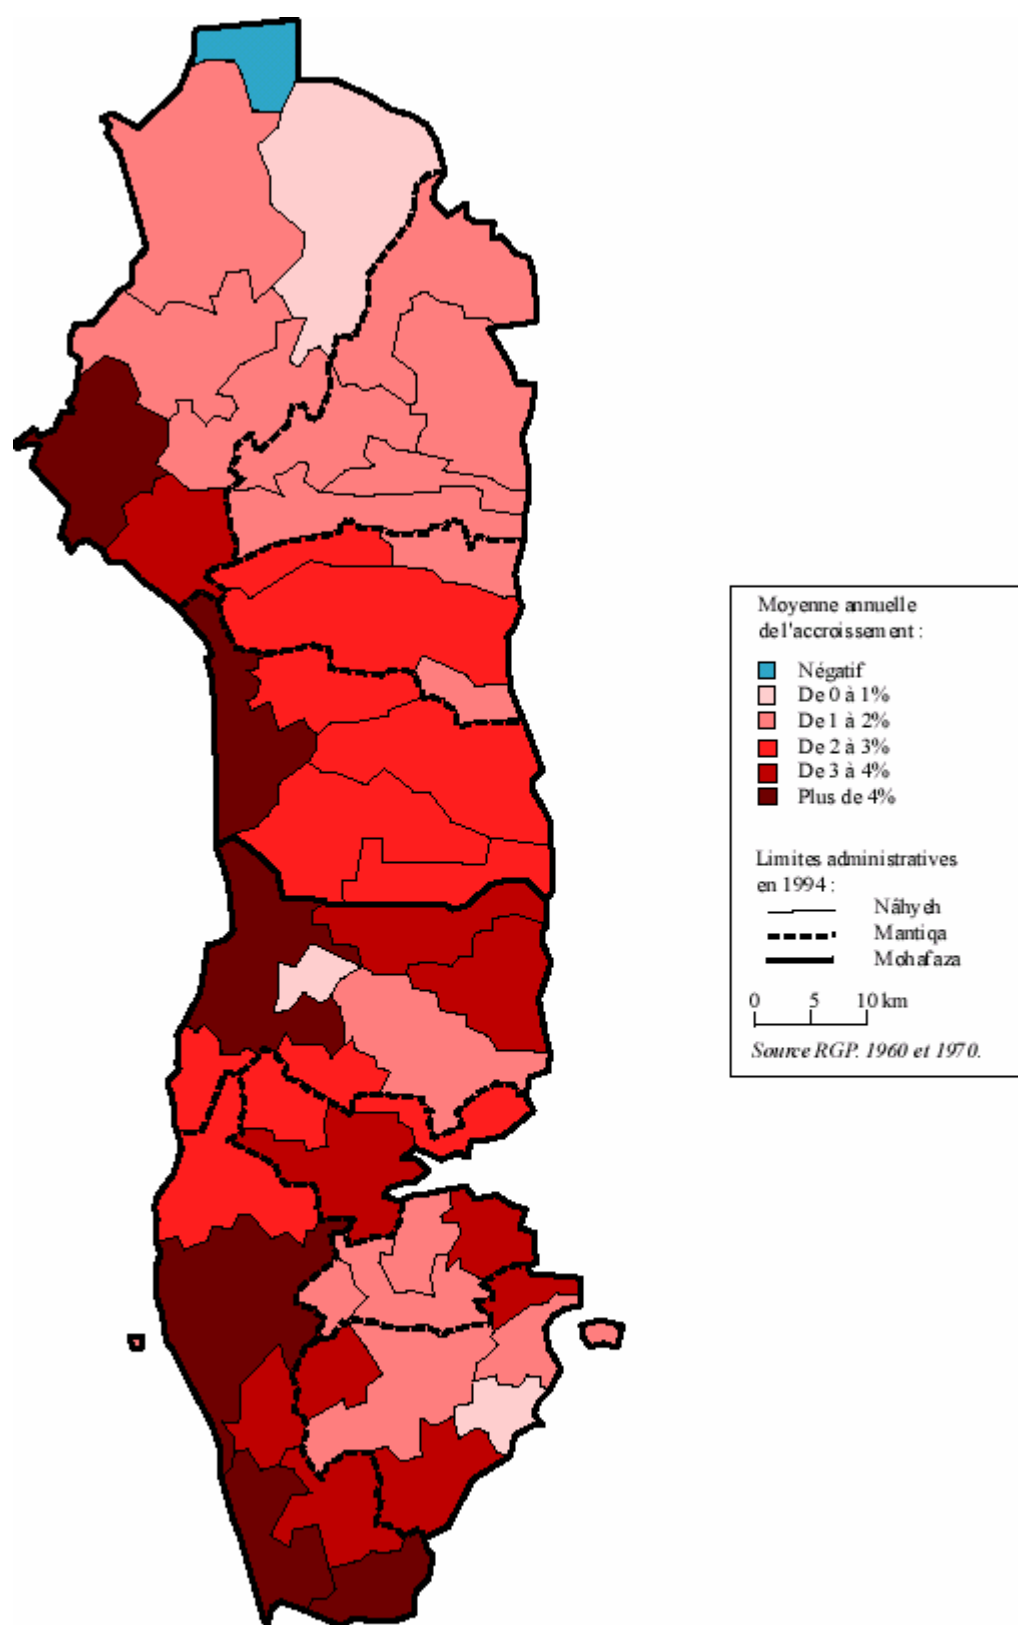 Moyenne annuelle
de l'accroissement :
Négatif
De 0 à 1%
De 1 à 2%
De 2 à 3%
De 3 à 4%
Plus de 4%
Limites administratives
en 1994 :
Nâhyeh
Mantiqa
Mohafaza
0 5 10 km
Source RGP. 1960 et 1970.